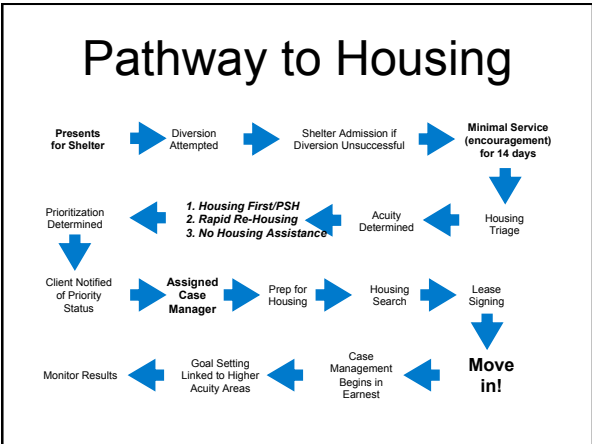 Pathway to Housing
Presents
for Shelter
Diversion
Attempted
Shelter Admission if
Diversion Unsuccessful
Minimal Service
(encouragement)
for 14 days
Housing
Triage
Acuity
Determined
1. Housing First/PSH
2. Rapid Re-Housing
3. No Housing Assistance
Prioritization
Determined
Client Notified
of Priority
Status
Assigned
Case
Manager
Prep for
Housing
Housing
Search
Lease
Signing
Move
in!
Case
Management
Begins in
Earnest
Goal Setting
Linked to Higher
Acuity Areas
Monitor Results